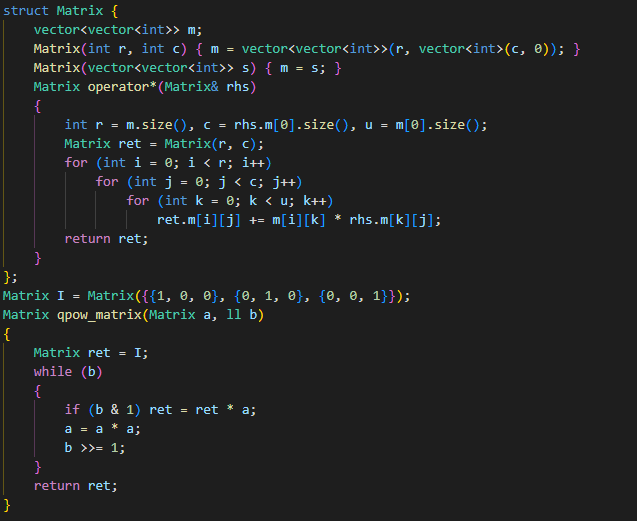 struct Matrix {
    vector<vector<int>> m;
    Matrix(int r, int c) { m = vector<vector<int>>(r, vector<int>(c, 0)); }
    Matrix(vector<vector<int>> s) { m = s; }
    Matrix operator*(Matrix& rhs)
    {
        int r = m.size(), c = rhs.m[0].size(), u = m[0].size();
        Matrix ret = Matrix(r, c);
        for (int i = 0; i < r; i++)
            for (int j = 0; j < c; j++)
                for (int k = 0; k < u; k++)
                    ret.m[i][j] += m[i][k] * rhs.m[k][j];
        return ret;
    }
};
Matrix I = Matrix({{1, 0, 0}, {0, 1, 0}, {0, 0, 1}});
Matrix qpow_matrix(Matrix a, ll b)
{
    Matrix ret = I;
    while (b)
    {
        if (b & 1) ret = ret * a;
        a = a * a;
        b >>= 1;
    }
    return ret;
}